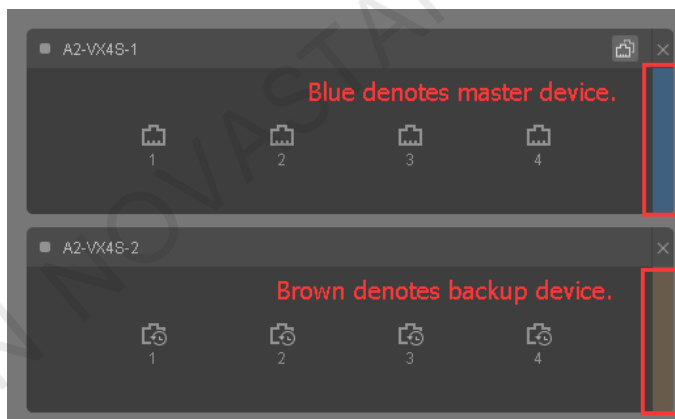 A2-VX4S-1
Blue denotes master device.
1 2 3 4
A2-VX4S-2
Brown denotes backup device.
1 2 3 4
NOVASTAR